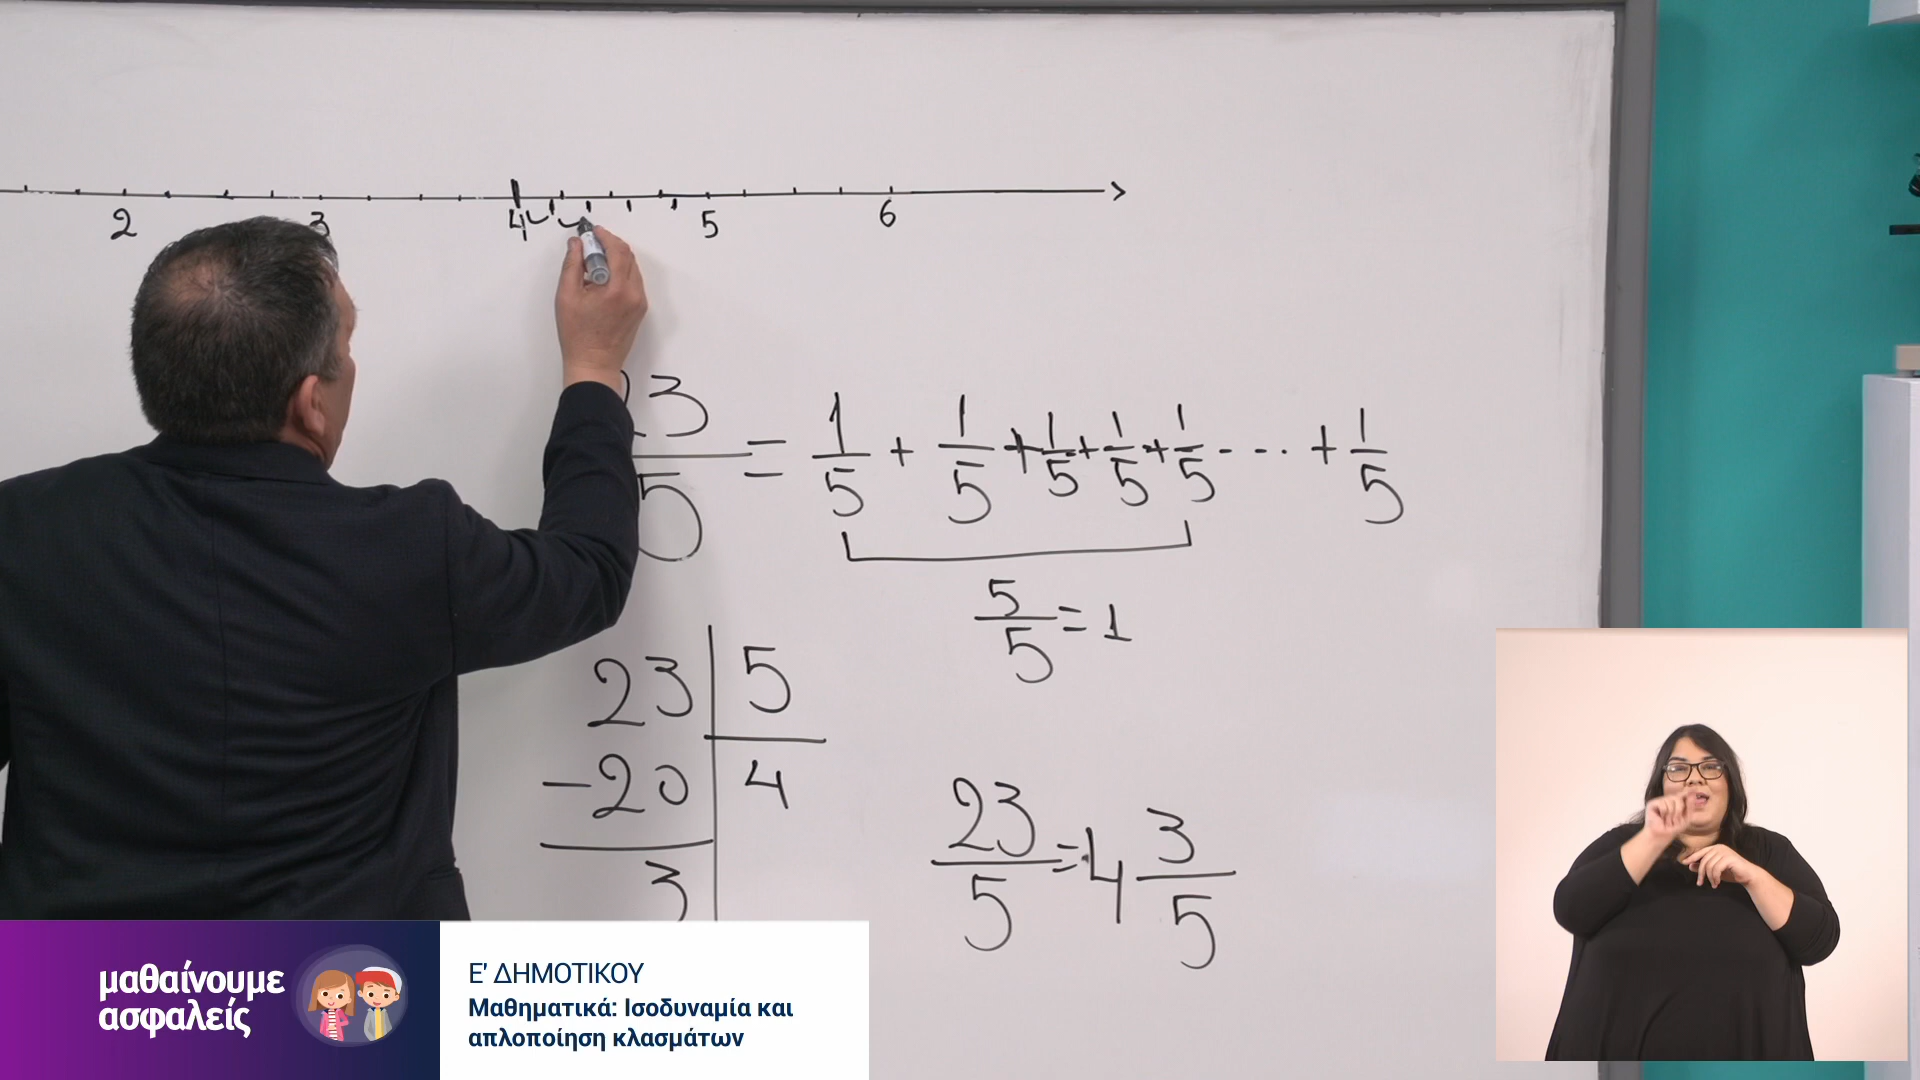 2 3 4 5 6
23/5 = 1/5 + 1/5 + 1/5 + 1/5 + 1/5 - - - + 1/5
5/5 = 1
23 | 5
-20 | 4
3
23/5 = 4 3/5
μαθαίνουμε
ασφαλείς
Ε' ΔΗΜΟΤΙΚΟΥ
Μαθηματικά: Ισοδυναμία και
απλοποίηση κλασμάτων